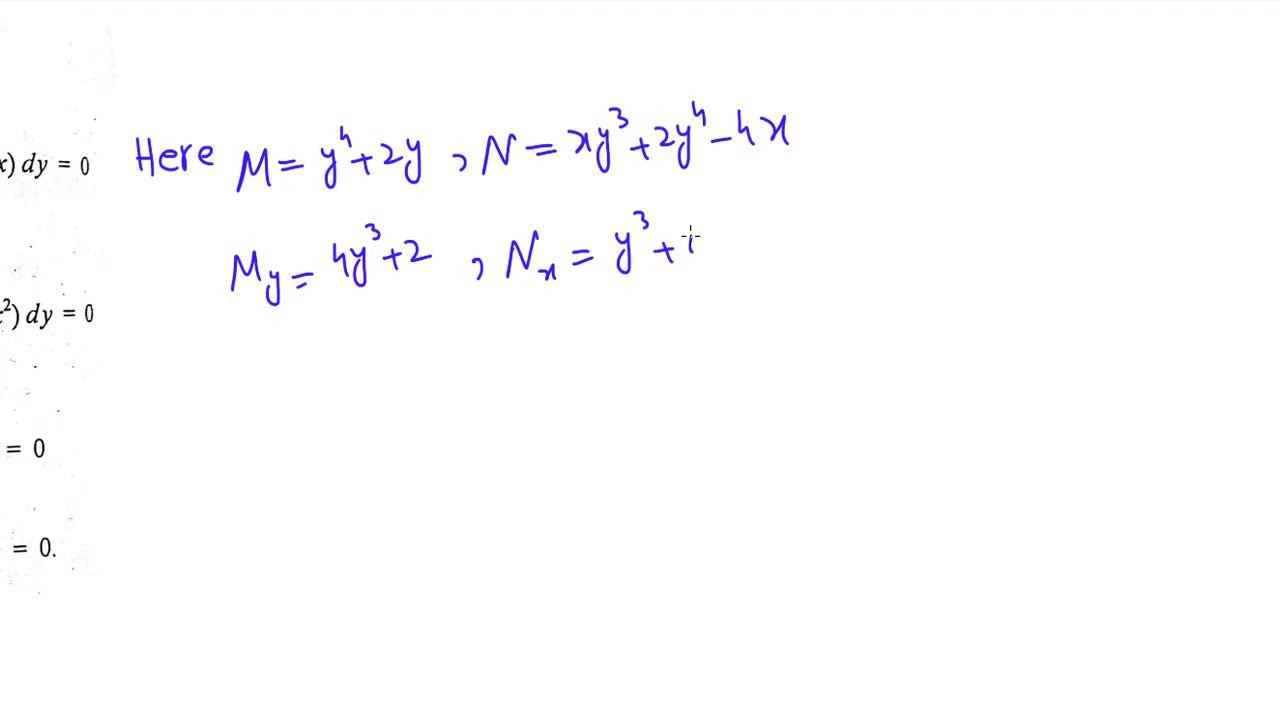 x) dy = 0
Here M = y⁴ + 2y , N = xy³ + 2y⁴ - 4x
My = 4y³ + 2 , Nx = y³ +
²) dy = 0
= 0
= 0.